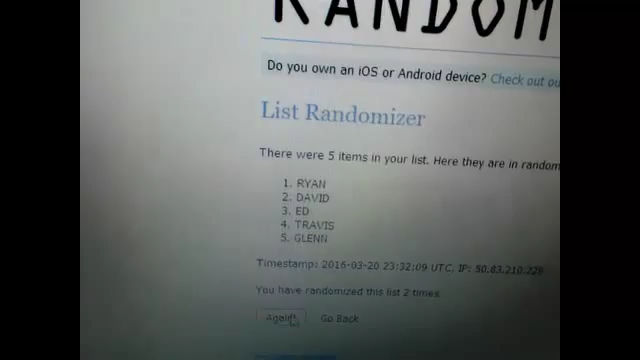 RANDOM
Do you own an iOS or Android device? Check out ou
List Randomizer
There were 5 items in your list. Here they are in random
1. RYAN
2. DAVID
3. ED
4. TRAVIS
5. GLENN
Timestamp: 2016-03-20 23:32:09 UTC. IP: 50.83.210.229
You have randomized this list 2 times
Again!
Go Back